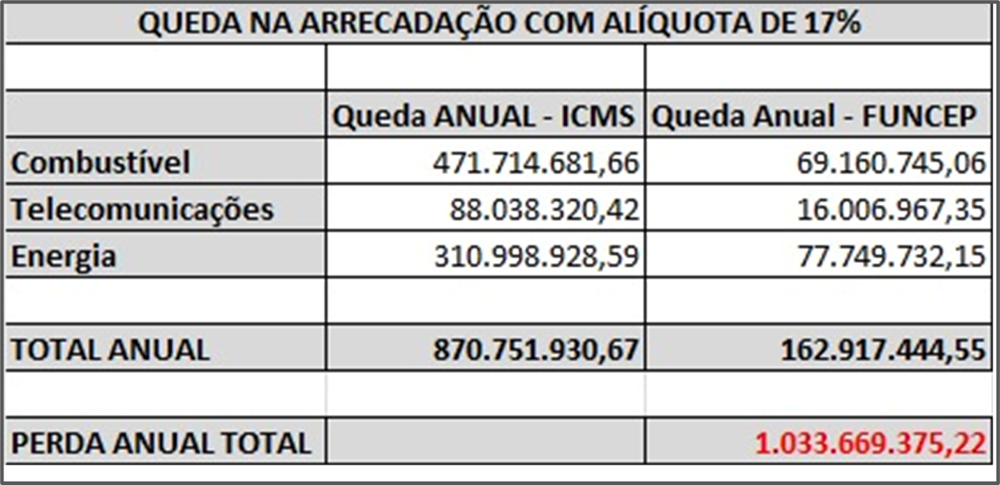 QUEDA NA ARRECADAÇÃO COM ALÍQUOTA DE 17%
Queda ANUAL - ICMS Queda Anual - FUNCEP
Combustível 471.714.681,66 69.160.745,06
Telecomunicações 88.038.320,42 16.006.967,35
Energia 310.998.928,59 77.749.732,15
TOTAL ANUAL 870.751.930,67 162.917.444,55
PERDA ANUAL TOTAL 1.033.669.375,22